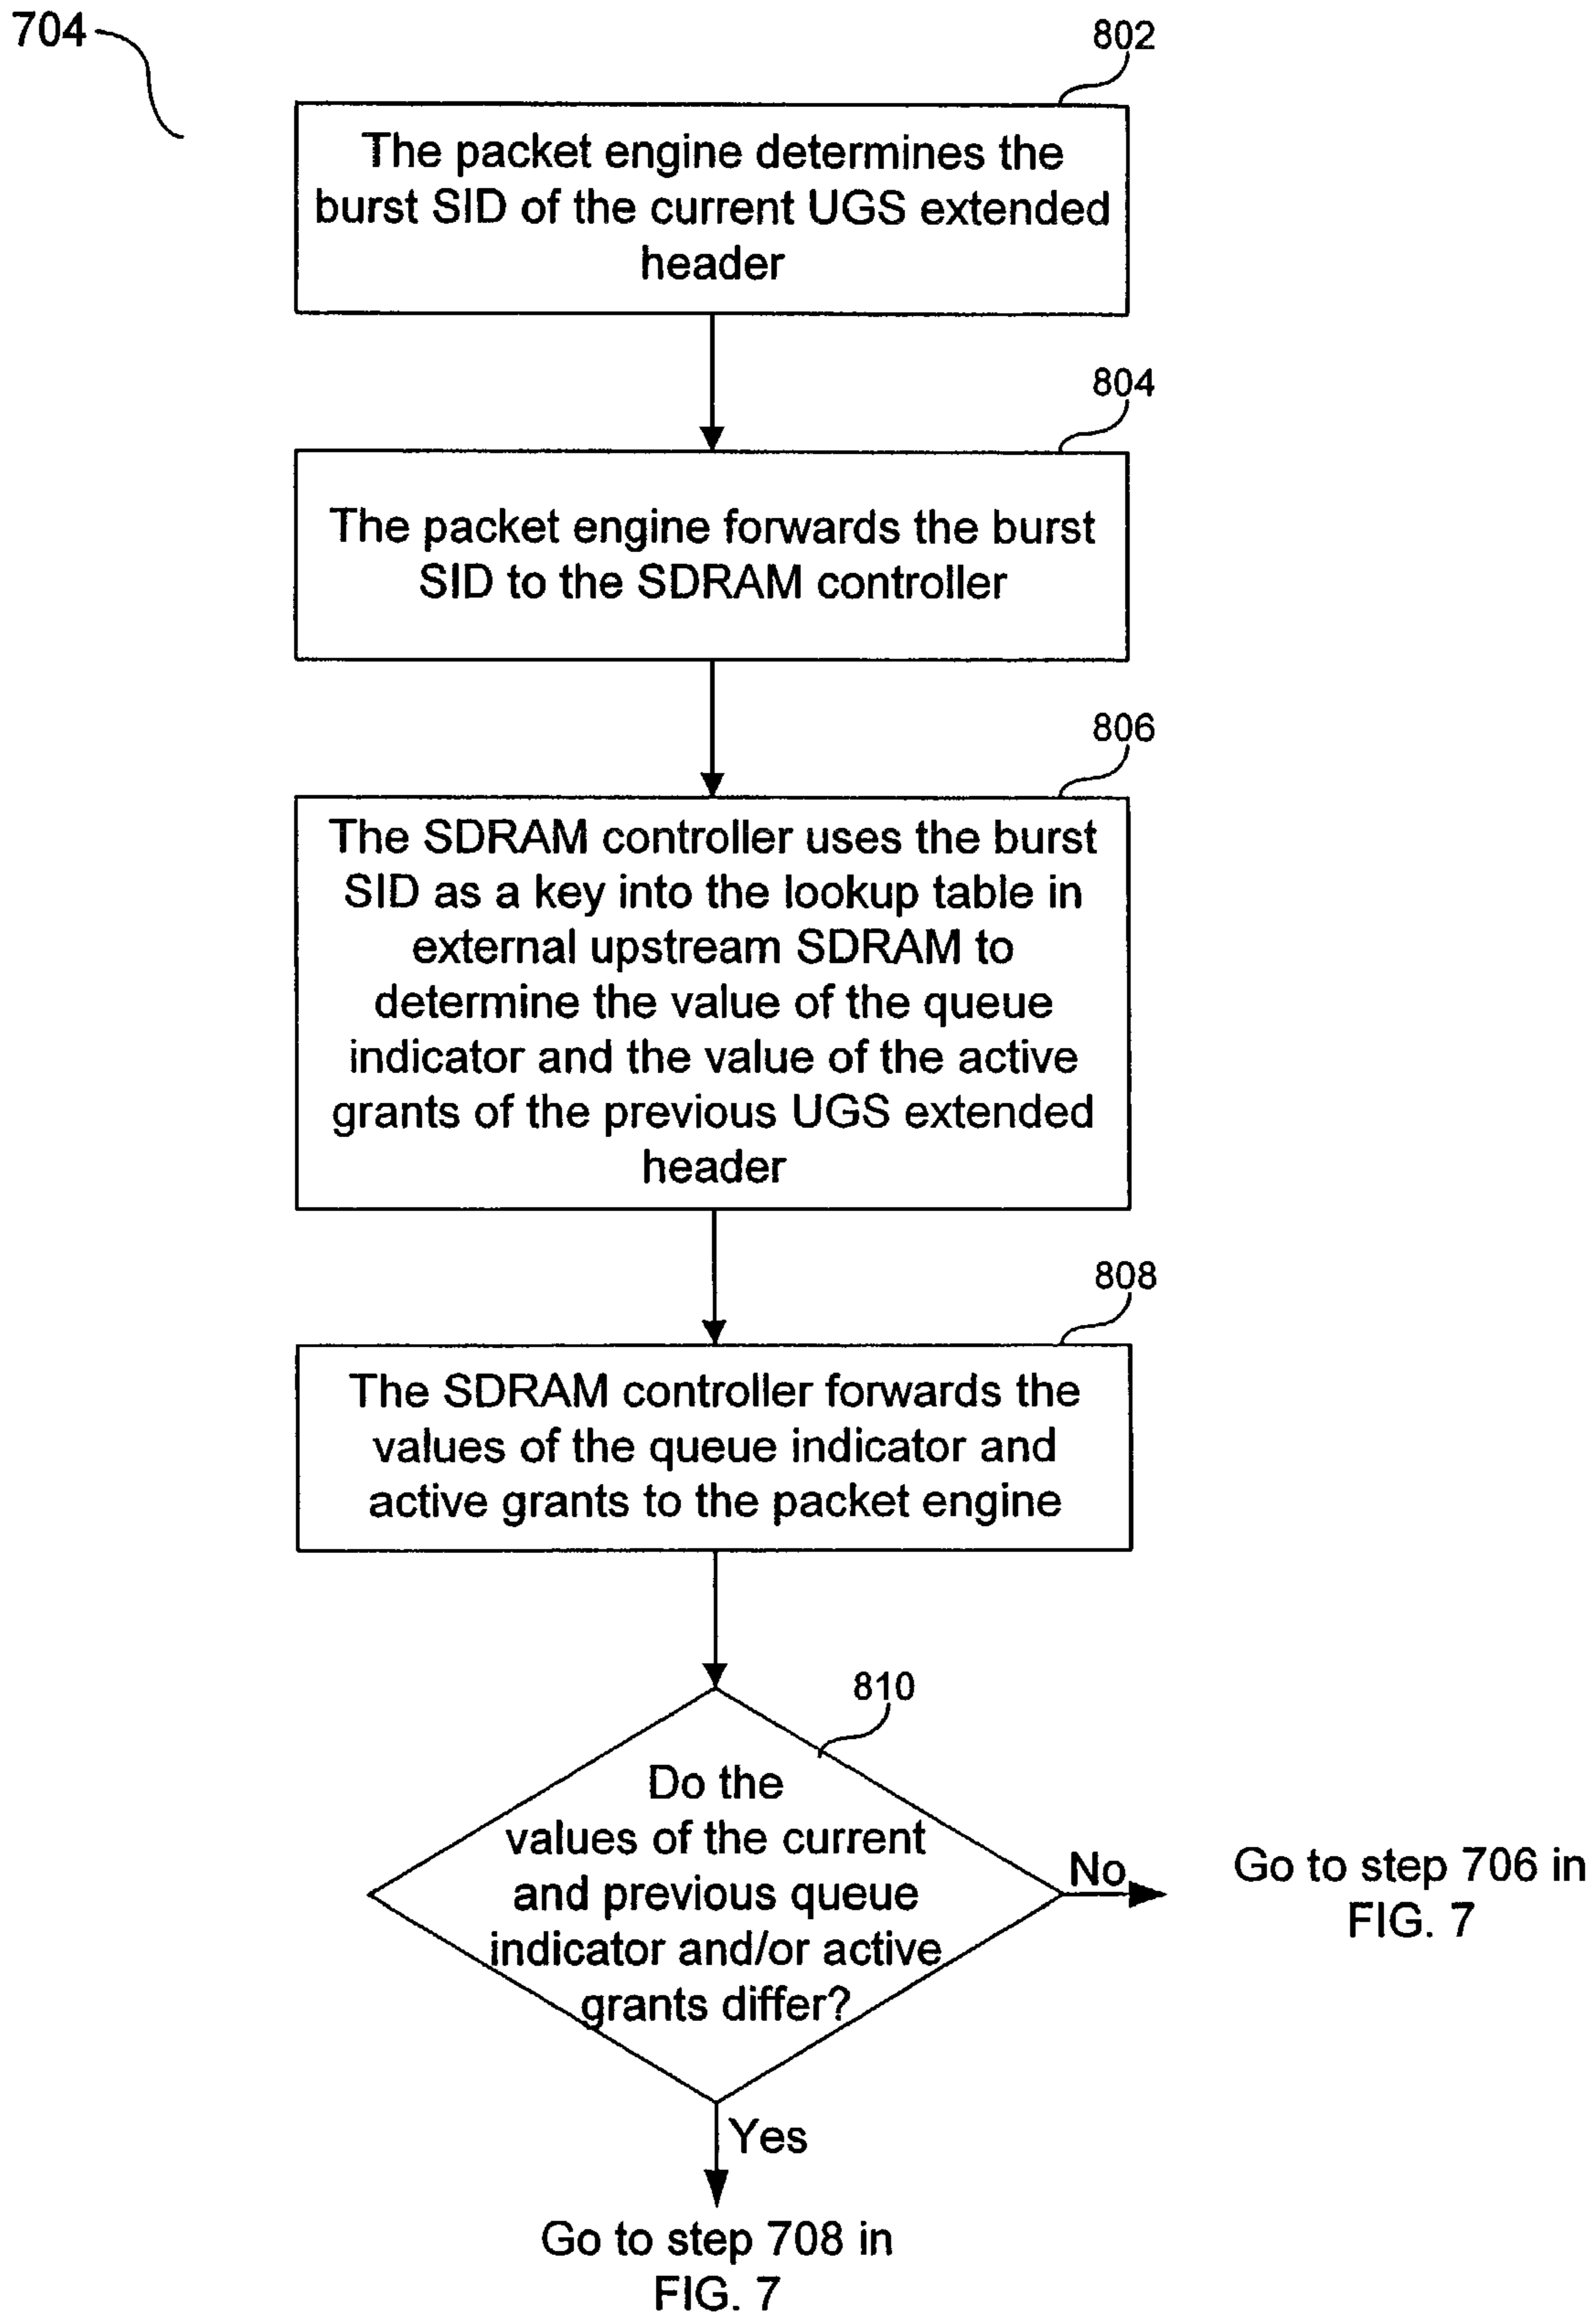 704
802
The packet engine determines the
burst SID of the current UGS extended
header
804
The packet engine forwards the burst
SID to the SDRAM controller
806
The SDRAM controller uses the burst
SID as a key into the lookup table in
external upstream SDRAM to
determine the value of the queue
indicator and the value of the active
grants of the previous UGS extended
header
808
The SDRAM controller forwards the
values of the queue indicator and
active grants to the packet engine
810
Do the
values of the current
and previous queue
indicator and/or active
grants differ?
No
Go to step 706 in
FIG. 7
Yes
Go to step 708 in
FIG. 7